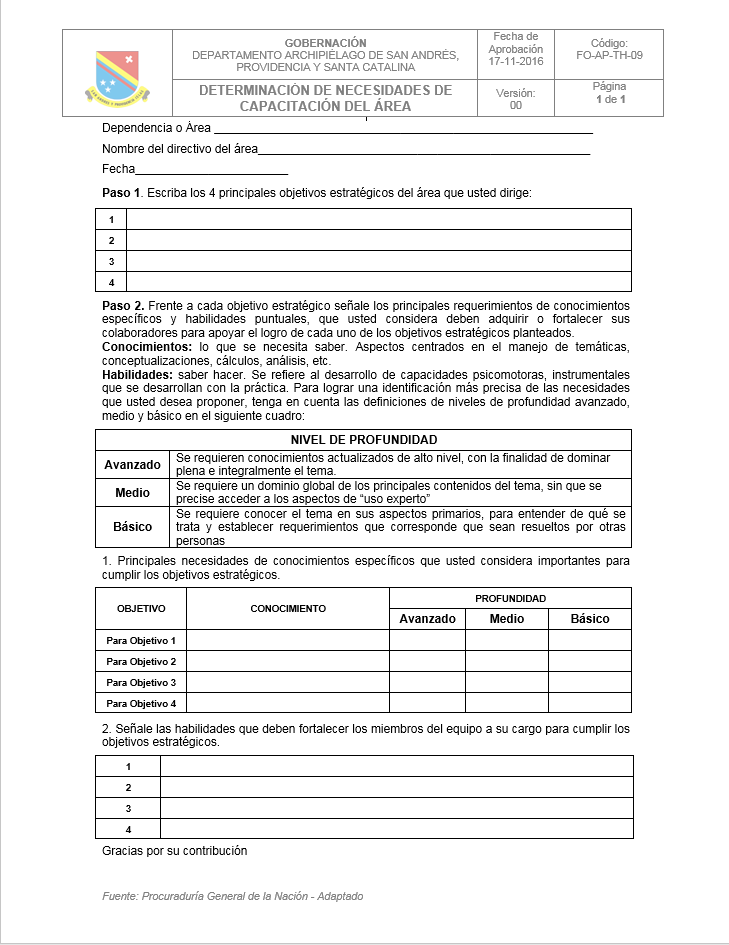 GOBERNACIÓN
DEPARTAMENTO ARCHIPIÉLAGO DE SAN ANDRÉS,
PROVIDENCIA Y SANTA CATALINA
Fecha de
Aprobación
17-11-2016
Código:
FO-AP-TH-09
DETERMINACIÓN DE NECESIDADES DE
CAPACITACIÓN DEL ÁREA
Versión:
00
Página
1 de 1
Dependencia o Área
Nombre del directivo del área
Fecha
Paso 1. Escriba los 4 principales objetivos estratégicos del área que usted dirige:
1
2
3
4
Paso 2. Frente a cada objetivo estratégico señale los principales requerimientos de conocimientos
específicos y habilidades puntuales, que usted considera deben adquirir o fortalecer sus
colaboradores para apoyar el logro de cada uno de los objetivos estratégicos planteados.
Conocimientos: lo que se necesita saber. Aspectos centrados en el manejo de temáticas,
conceptualizaciones, cálculos, análisis, etc.
Habilidades: saber hacer. Se refiere al desarrollo de capacidades psicomotoras, instrumentales
que se desarrollan con la práctica. Para lograr una identificación más precisa de las necesidades
que usted desea proponer, tenga en cuenta las definiciones de niveles de profundidad avanzado,
medio y básico en el siguiente cuadro:
NIVEL DE PROFUNDIDAD
Avanzado Se requieren conocimientos actualizados de alto nivel, con la finalidad de dominar
plena e integralmente el tema.
Medio Se requiere un dominio global de los principales contenidos del tema, sin que se
precise acceder a los aspectos de “uso experto”
Básico Se requiere conocer el tema en sus aspectos primarios, para entender de qué se
trata y establecer requerimientos que corresponde que sean resueltos por otras
personas
1. Principales necesidades de conocimientos específicos que usted considera importantes para
cumplir los objetivos estratégicos.
OBJETIVO CONOCIMIENTO PROFUNDIDAD
Avanzado Medio Básico
Para Objetivo 1
Para Objetivo 2
Para Objetivo 3
Para Objetivo 4
2. Señale las habilidades que deben fortalecer los miembros del equipo a su cargo para cumplir los
objetivos estratégicos.
1
2
3
4
Gracias por su contribución
Fuente: Procuraduría General de la Nación - Adaptado